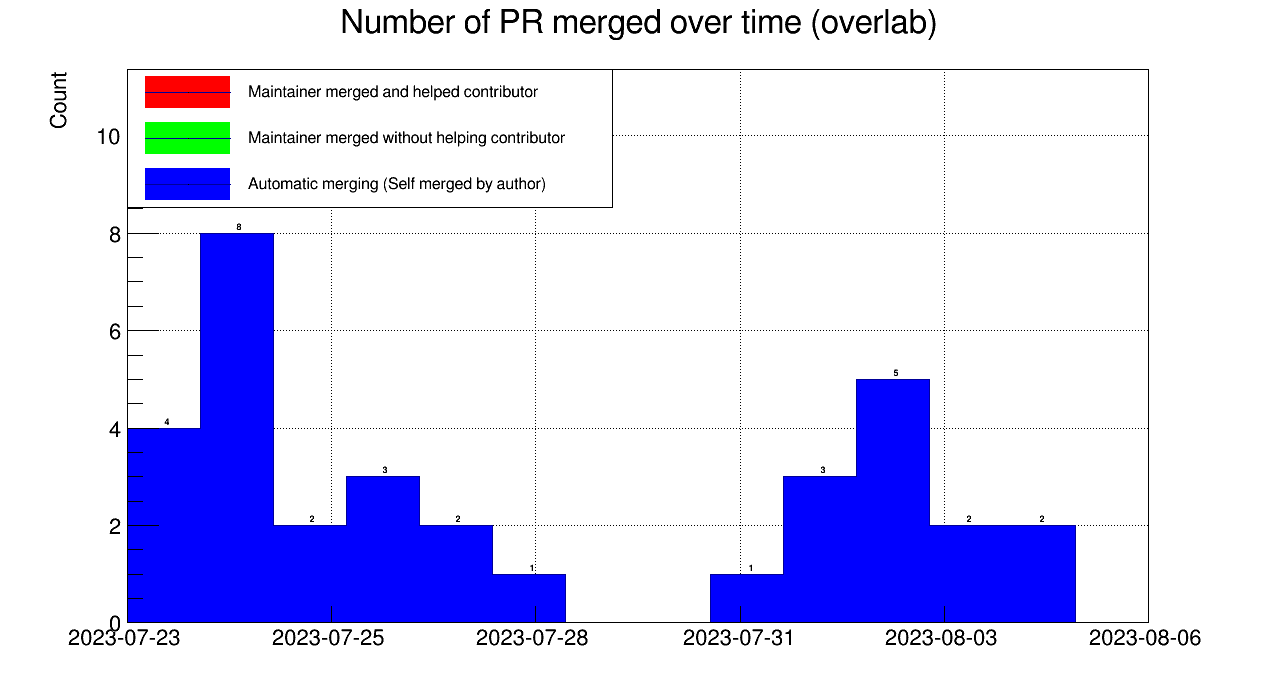 Number of PR merged over time (overlab)
Count
Maintainer merged and helped contributor
Maintainer merged without helping contributor
Automatic merging (Self merged by author)
10
8
6
4
2
0
4
8
2
3
2
1
1
3
5
2
2
2023-07-23 2023-07-25 2023-07-28 2023-07-31 2023-08-03 2023-08-06